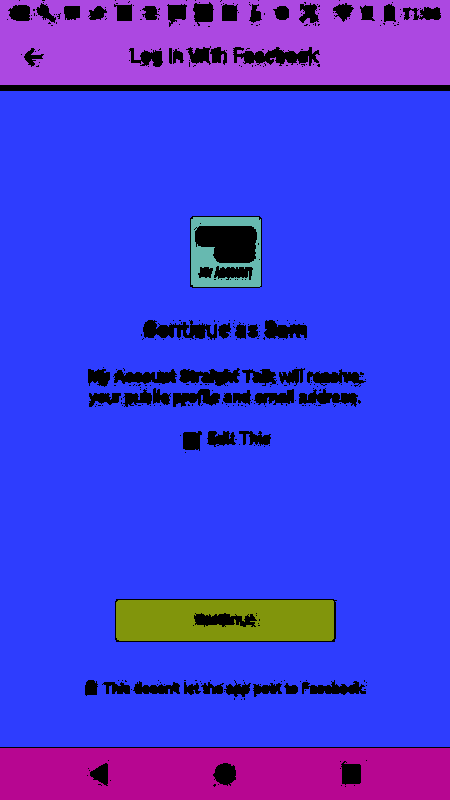 11:06
Log In With Facebook
MY ACCOUNT
Continue as Sam
My Account Straight Talk will receive:
your public profile and email address.
Edit This
Continue
This doesn't let the app post to Facebook